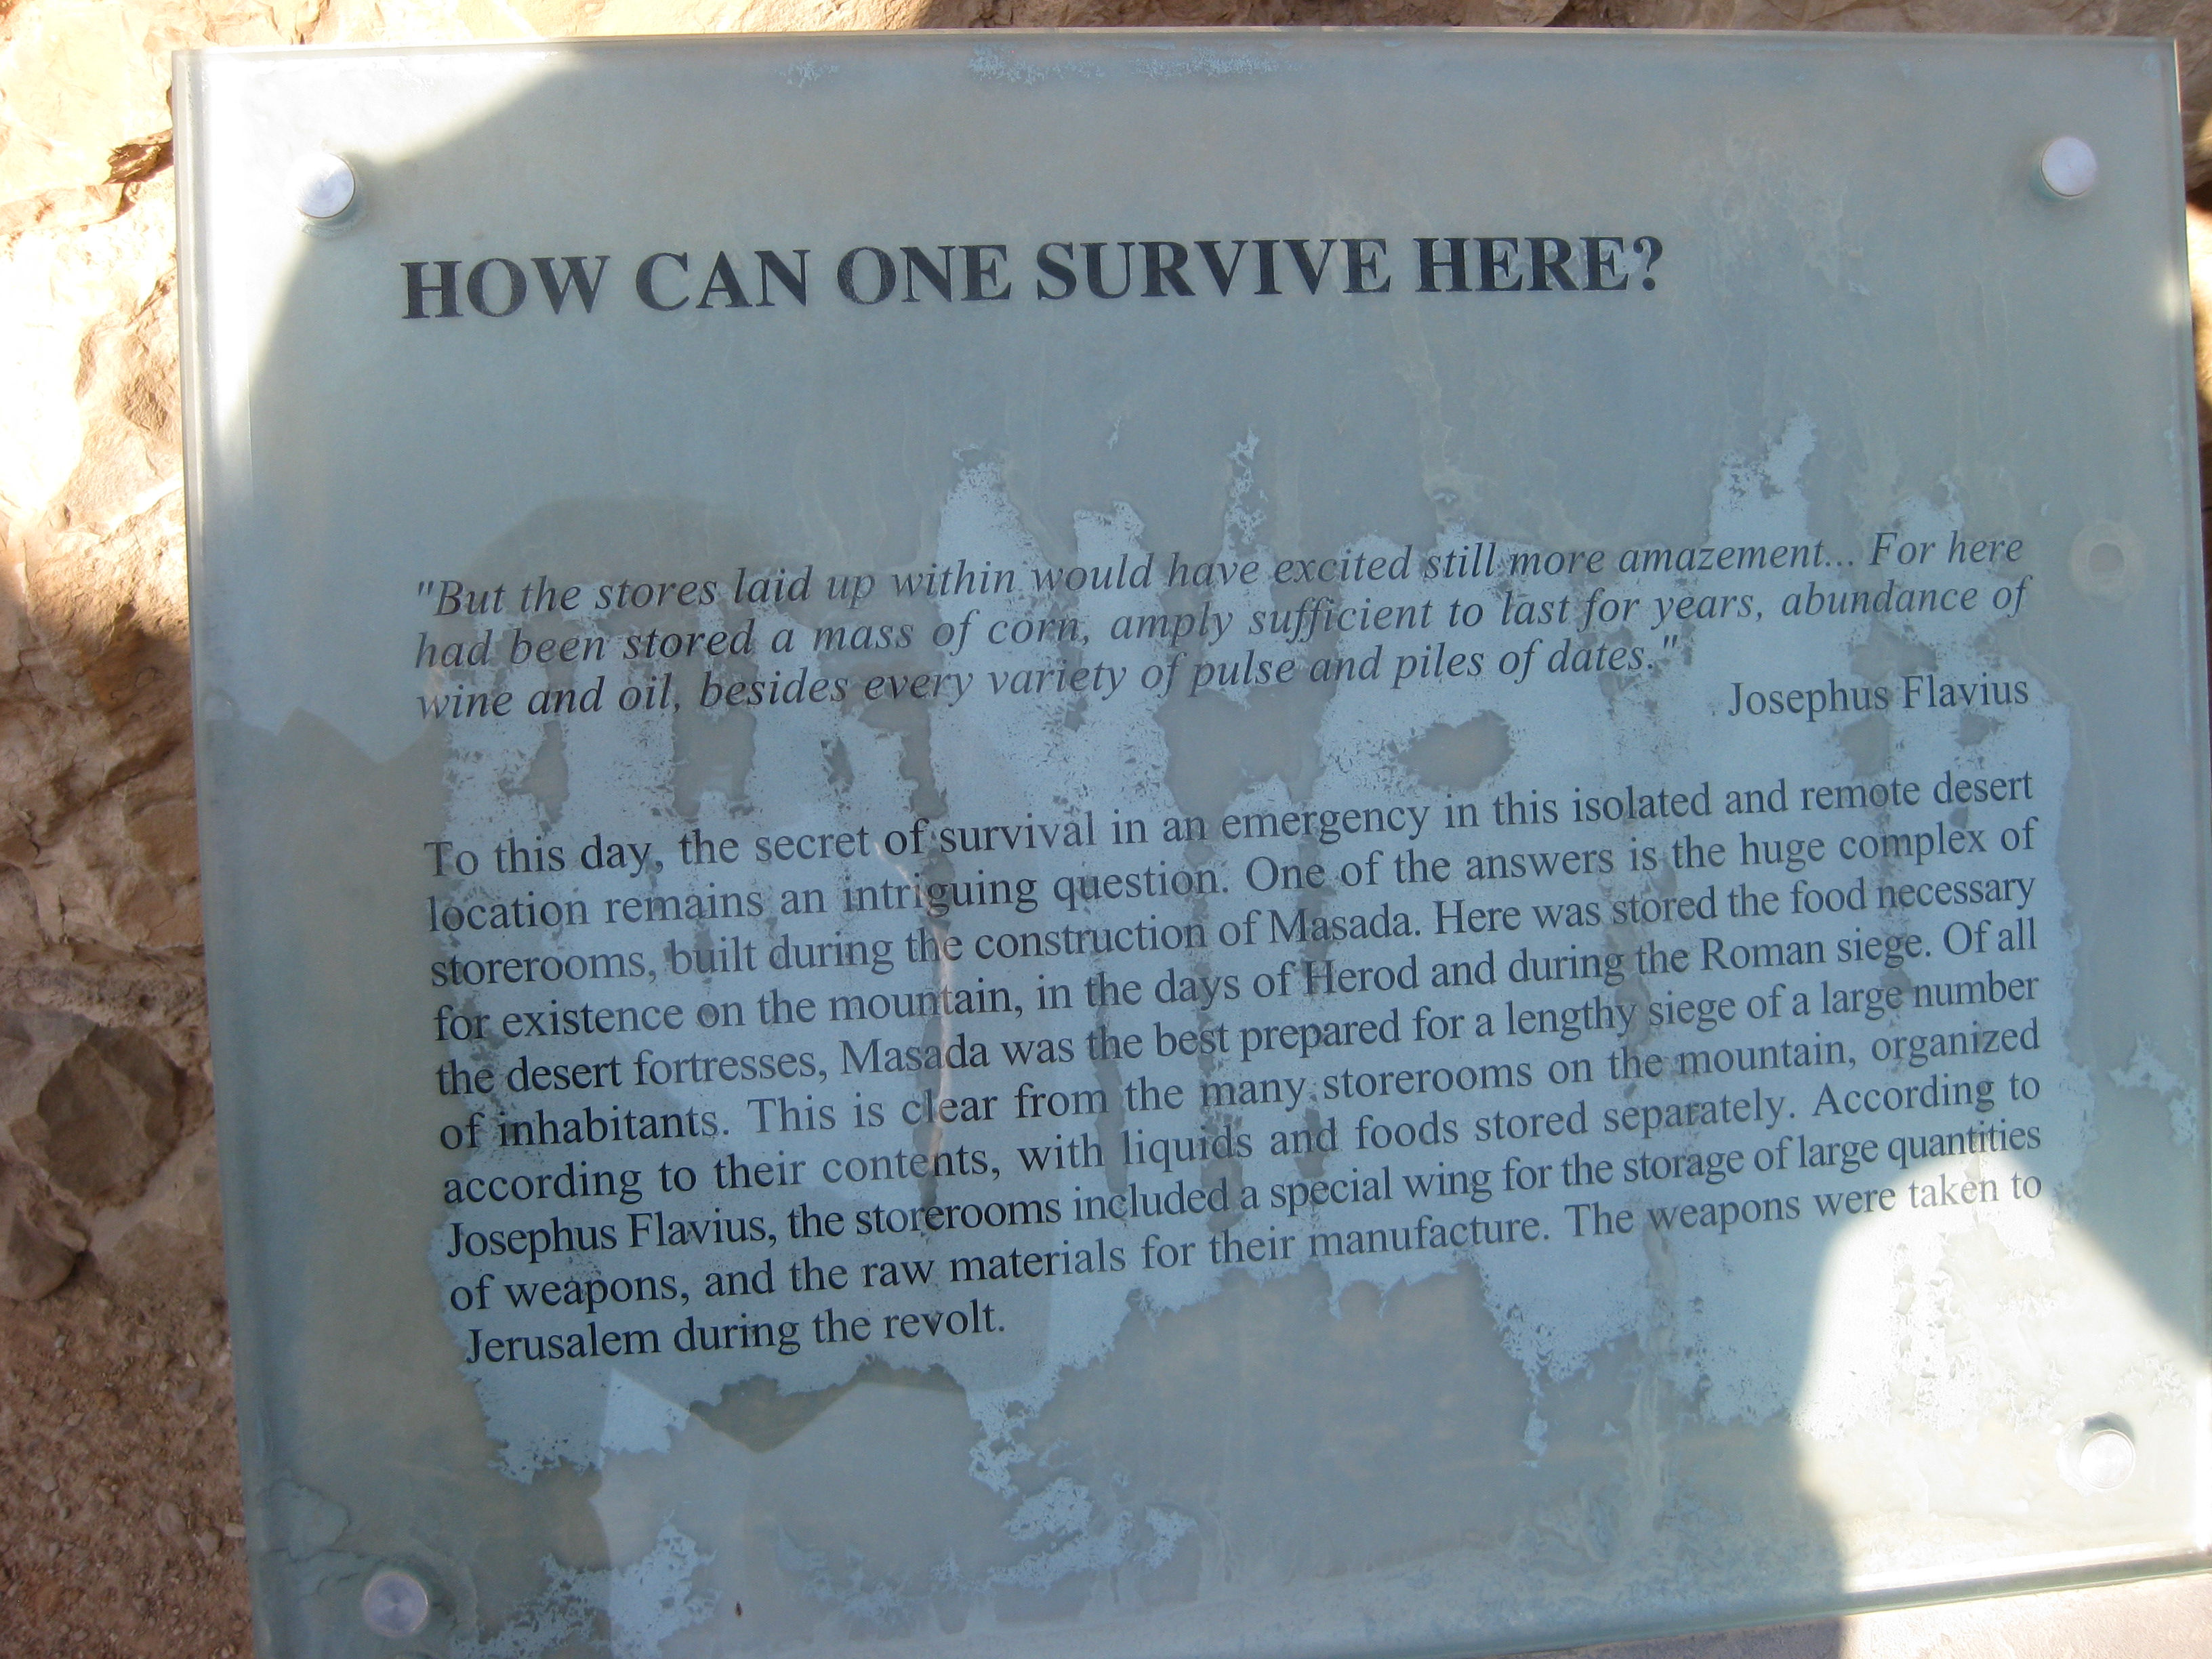 HOW CAN ONE SURVIVE HERE?
"But the stores laid up within would have excited still more amazement... For here
had been stored a mass of corn, amply sufficient to last for years, abundance of
wine and oil, besides every variety of pulse and piles of dates."
Josephus Flavius
To this day, the secret of survival in an emergency in this isolated and remote desert
location remains an intriguing question. One of the answers is the huge complex of
storerooms, built during the construction of Masada. Here was stored the food necessary
for existence on the mountain, in the days of Herod and during the Roman siege. Of all
the desert fortresses, Masada was the best prepared for a lengthy siege of a large number
of inhabitants. This is clear from the many storerooms on the mountain, organized
according to their contents, with liquids and foods stored separately. According to
Josephus Flavius, the storerooms included a special wing for the storage of large quantities
of weapons, and the raw materials for their manufacture. The weapons were taken to
Jerusalem during the revolt.